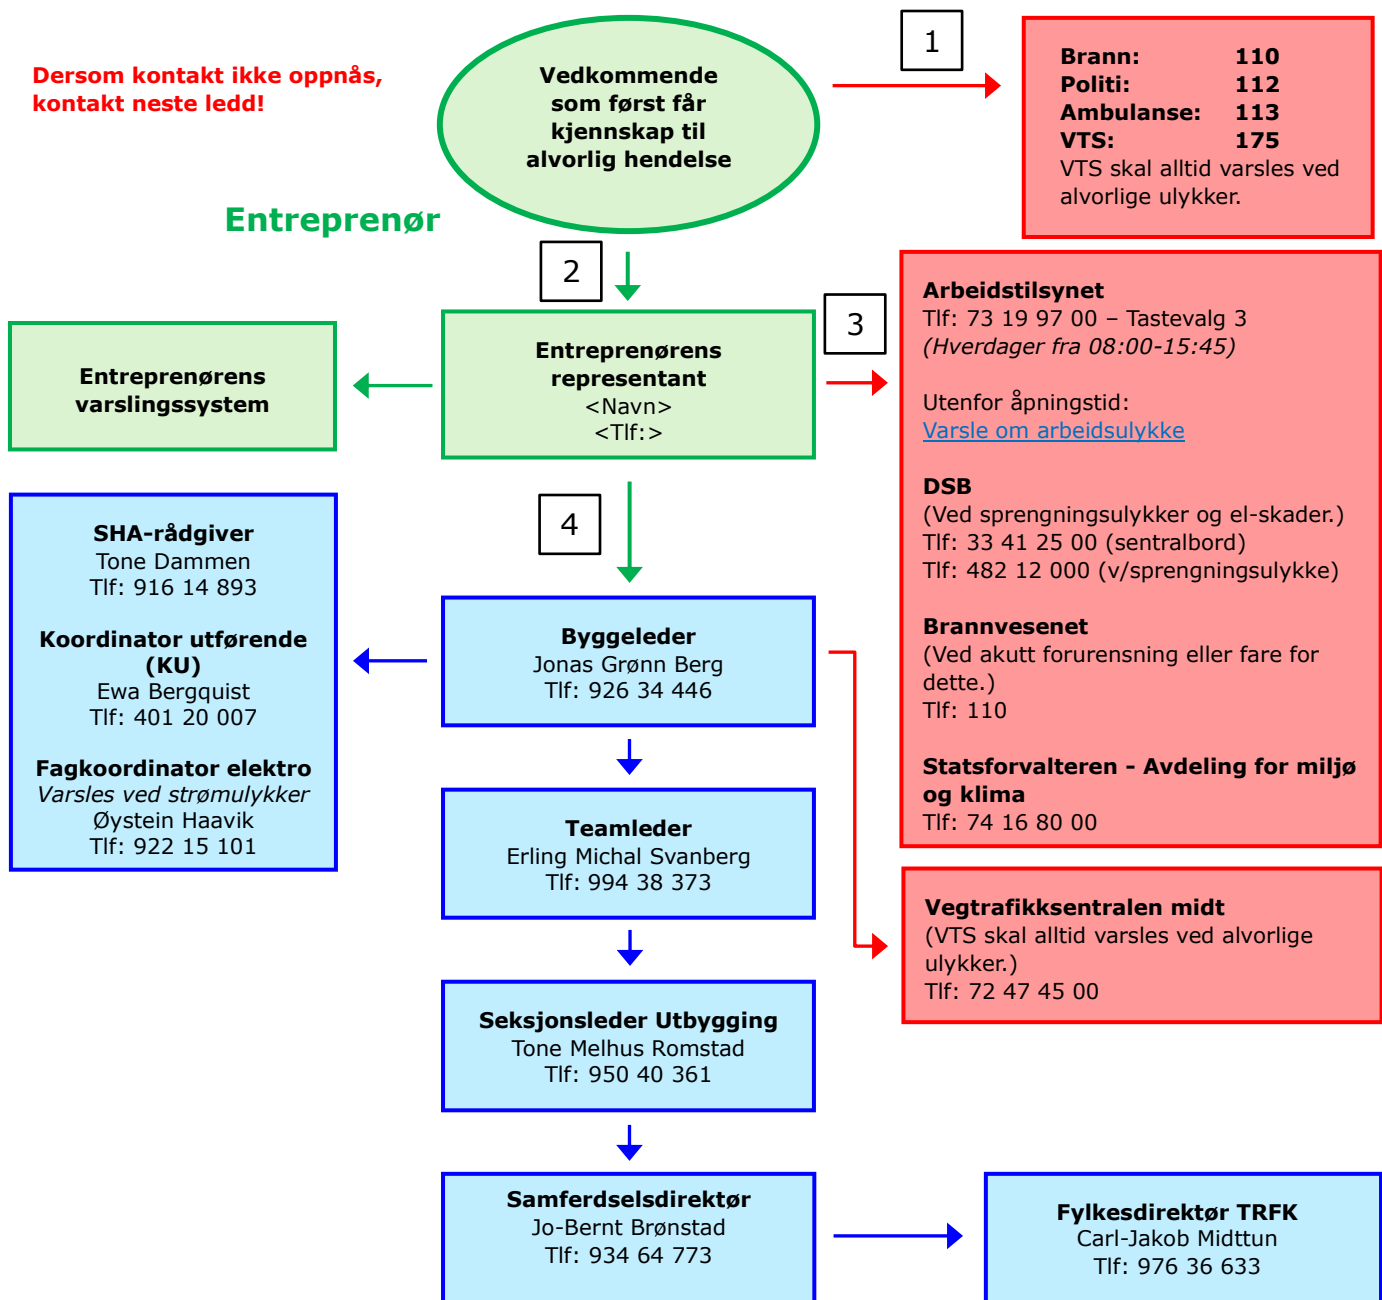 Dersom kontakt ikke oppnås,
kontakt neste ledd!
Vedkommende
som først får
kjennskap til
alvorlig hendelse
1
Brann: 110
Politi: 112
Ambulanse: 113
VTS: 175
VTS skal alltid varsles ved
alvorlige ulykker.
Entreprenør
2
Entreprenørens
representant
<Navn>
<Tlf:>
3
Entreprenørens
varslingssystem
Arbeidstilsynet
Tlf: 73 19 97 00 – Tastevalg 3
(Hverdager fra 08:00-15:45)
Utenfor åpningstid:
Varsle om arbeidsulykke
DSB
(Ved sprengningsulykker og el-skader.)
Tlf: 33 41 25 00 (sentralbord)
Tlf: 482 12 000 (v/sprengningsulykke)
Brannvesenet
(Ved akutt forurensning eller fare for
dette.)
Tlf: 110
Statsforvalteren - Avdeling for miljø
og klima
Tlf: 74 16 80 00
4
SHA-rådgiver
Tone Dammen
Tlf: 916 14 893
Koordinator utførende
(KU)
Ewa Bergquist
Tlf: 401 20 007
Fagkoordinator elektro
Varsles ved strømulykker
Øystein Haavik
Tlf: 922 15 101
Byggeleder
Jonas Grønn Berg
Tlf: 926 34 446
Teamleder
Erling Michal Svanberg
Tlf: 994 38 373
Vegtrafikksentralen midt
(VTS skal alltid varsles ved alvorlige
ulykker.)
Tlf: 72 47 45 00
Seksjonsleder Utbygging
Tone Melhus Romstad
Tlf: 950 40 361
Samferdselsdirektør
Jo-Bernt Brønstad
Tlf: 934 64 773
Fylkesdirektør TRFK
Carl-Jakob Midttun
Tlf: 976 36 633